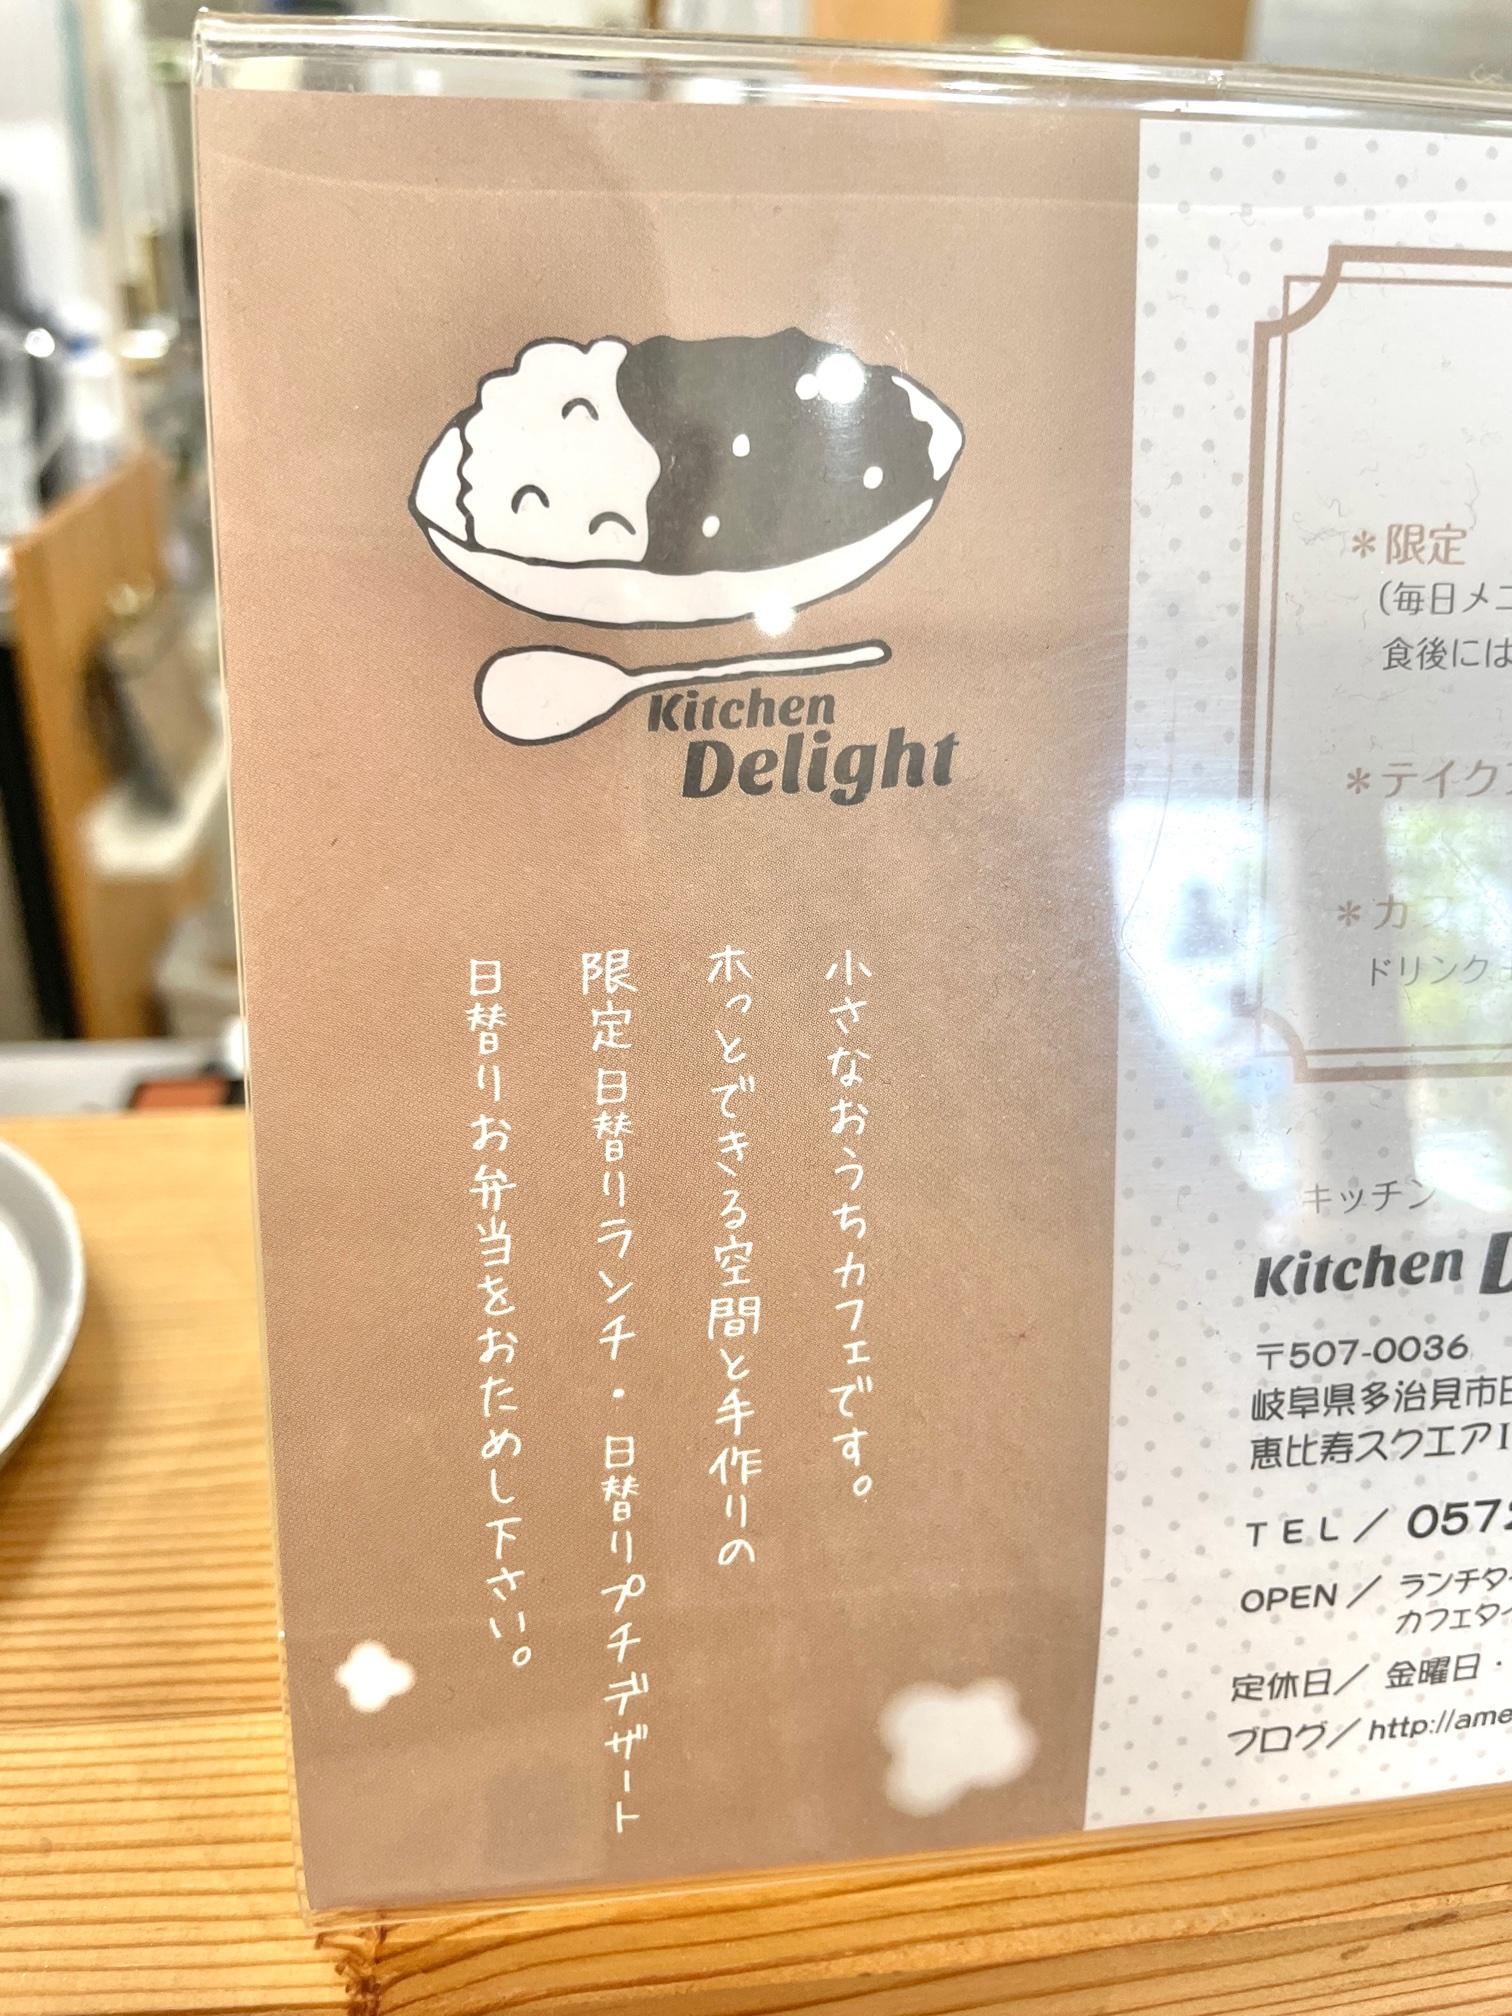 Kitchen
Delight
小さなおうちカフェです。
ホっとできる空間と手作りの
限定日替りランチ・日替りプチデザート
日替りお弁当をおためし下さい。
*限定
(毎日メニ
食後には
*テイク
*カフ
ドリンク
キッチン
Kitchen D
〒507-0036
岐阜県多治見市
恵比寿スクエアI
TEL/ 0572
OPEN/ ランチタ
カフェタイ
定休日/ 金曜日・
ブログ/http://ame